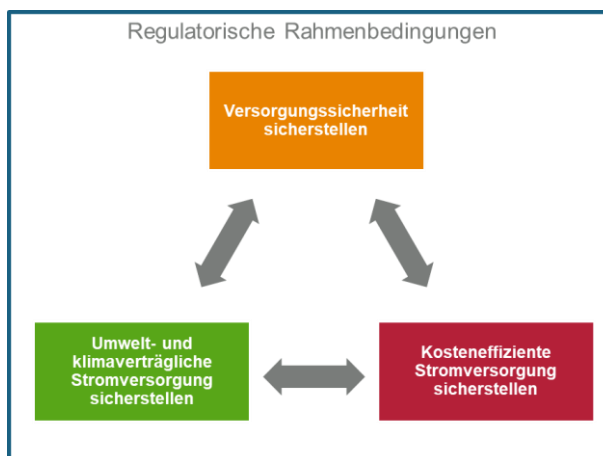 Regulatorische Rahmenbedingungen
Versorgungssicherheit
sicherstellen
Umwelt- und
klimaverträgliche
Stromversorgung
sicherstellen
Kosteneffiziente
Stromversorgung
sicherstellen